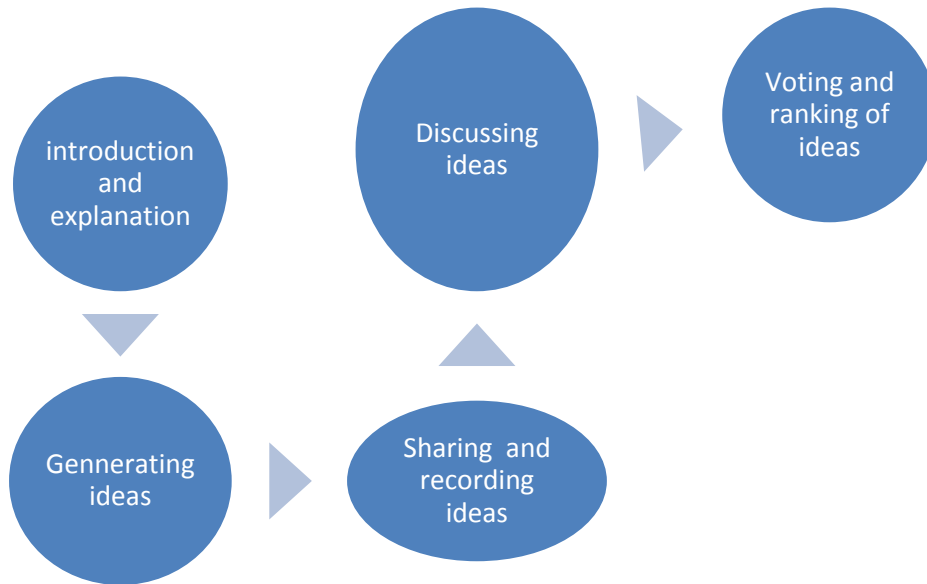 introduction
and
explanation
Gennerating
ideas
Sharing  and
recording
ideas
Discussing
ideas
Voting and
ranking of
ideas